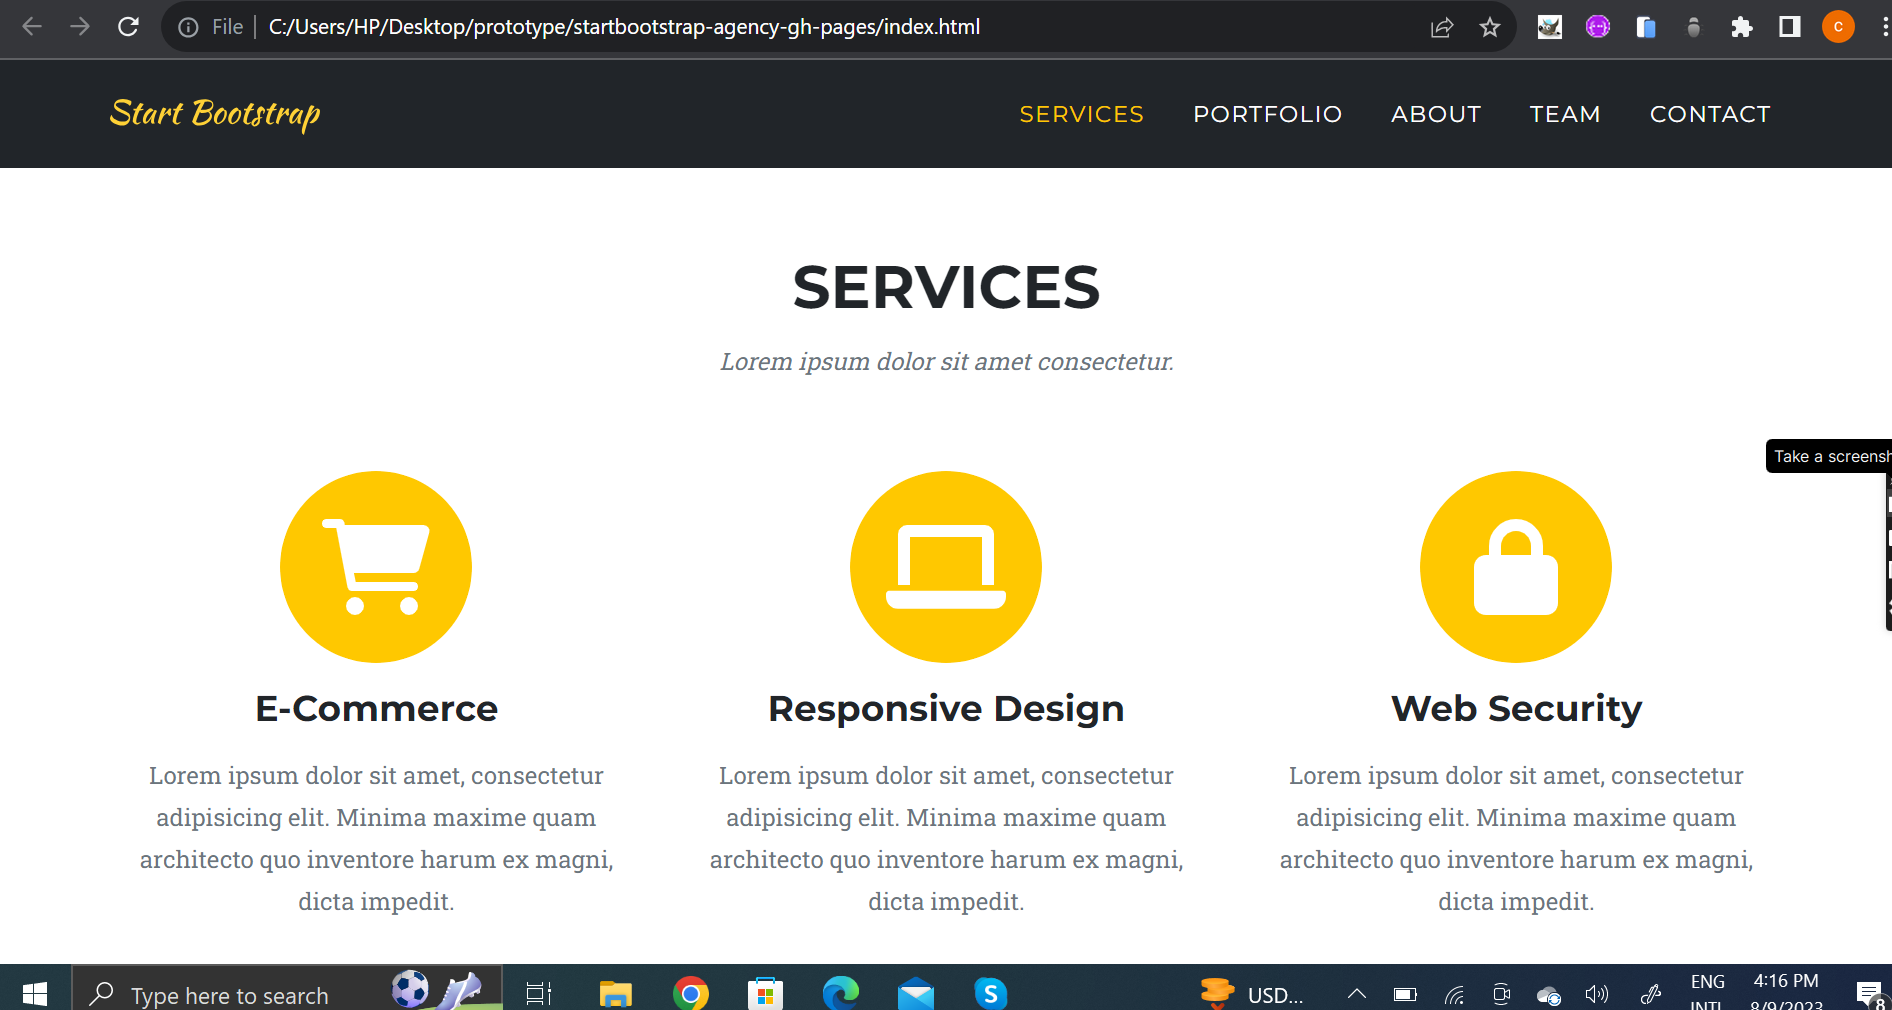 File
C:/Users/HP/Desktop/prototype/startbootstrap-agency-gh-pages/index.html
c
Start Bootstrap
SERVICES
PORTFOLIO
ABOUT
TEAM
CONTACT
SERVICES
Lorem ipsum dolor sit amet consectetur.
Take a screensh
E-Commerce
Lorem ipsum dolor sit amet, consectetur
adipisicing elit. Minima maxime quam
architecto quo inventore harum ex magni,
dicta impedit.
Responsive Design
Lorem ipsum dolor sit amet, consectetur
adipisicing elit. Minima maxime quam
architecto quo inventore harum ex magni,
dicta impedit.
Web Security
Lorem ipsum dolor sit amet, consectetur
adipisicing elit. Minima maxime quam
architecto quo inventore harum ex magni,
dicta impedit.
Type here to search
S
USD...
ENG
INTL
4:16 PM
8/9/2023
8